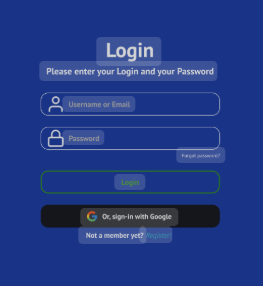 Login
Please enter your Login and your Password
Username or Email
Password
Forgot password?
Login
Or, sign-in with Google
Not a member yet? Register